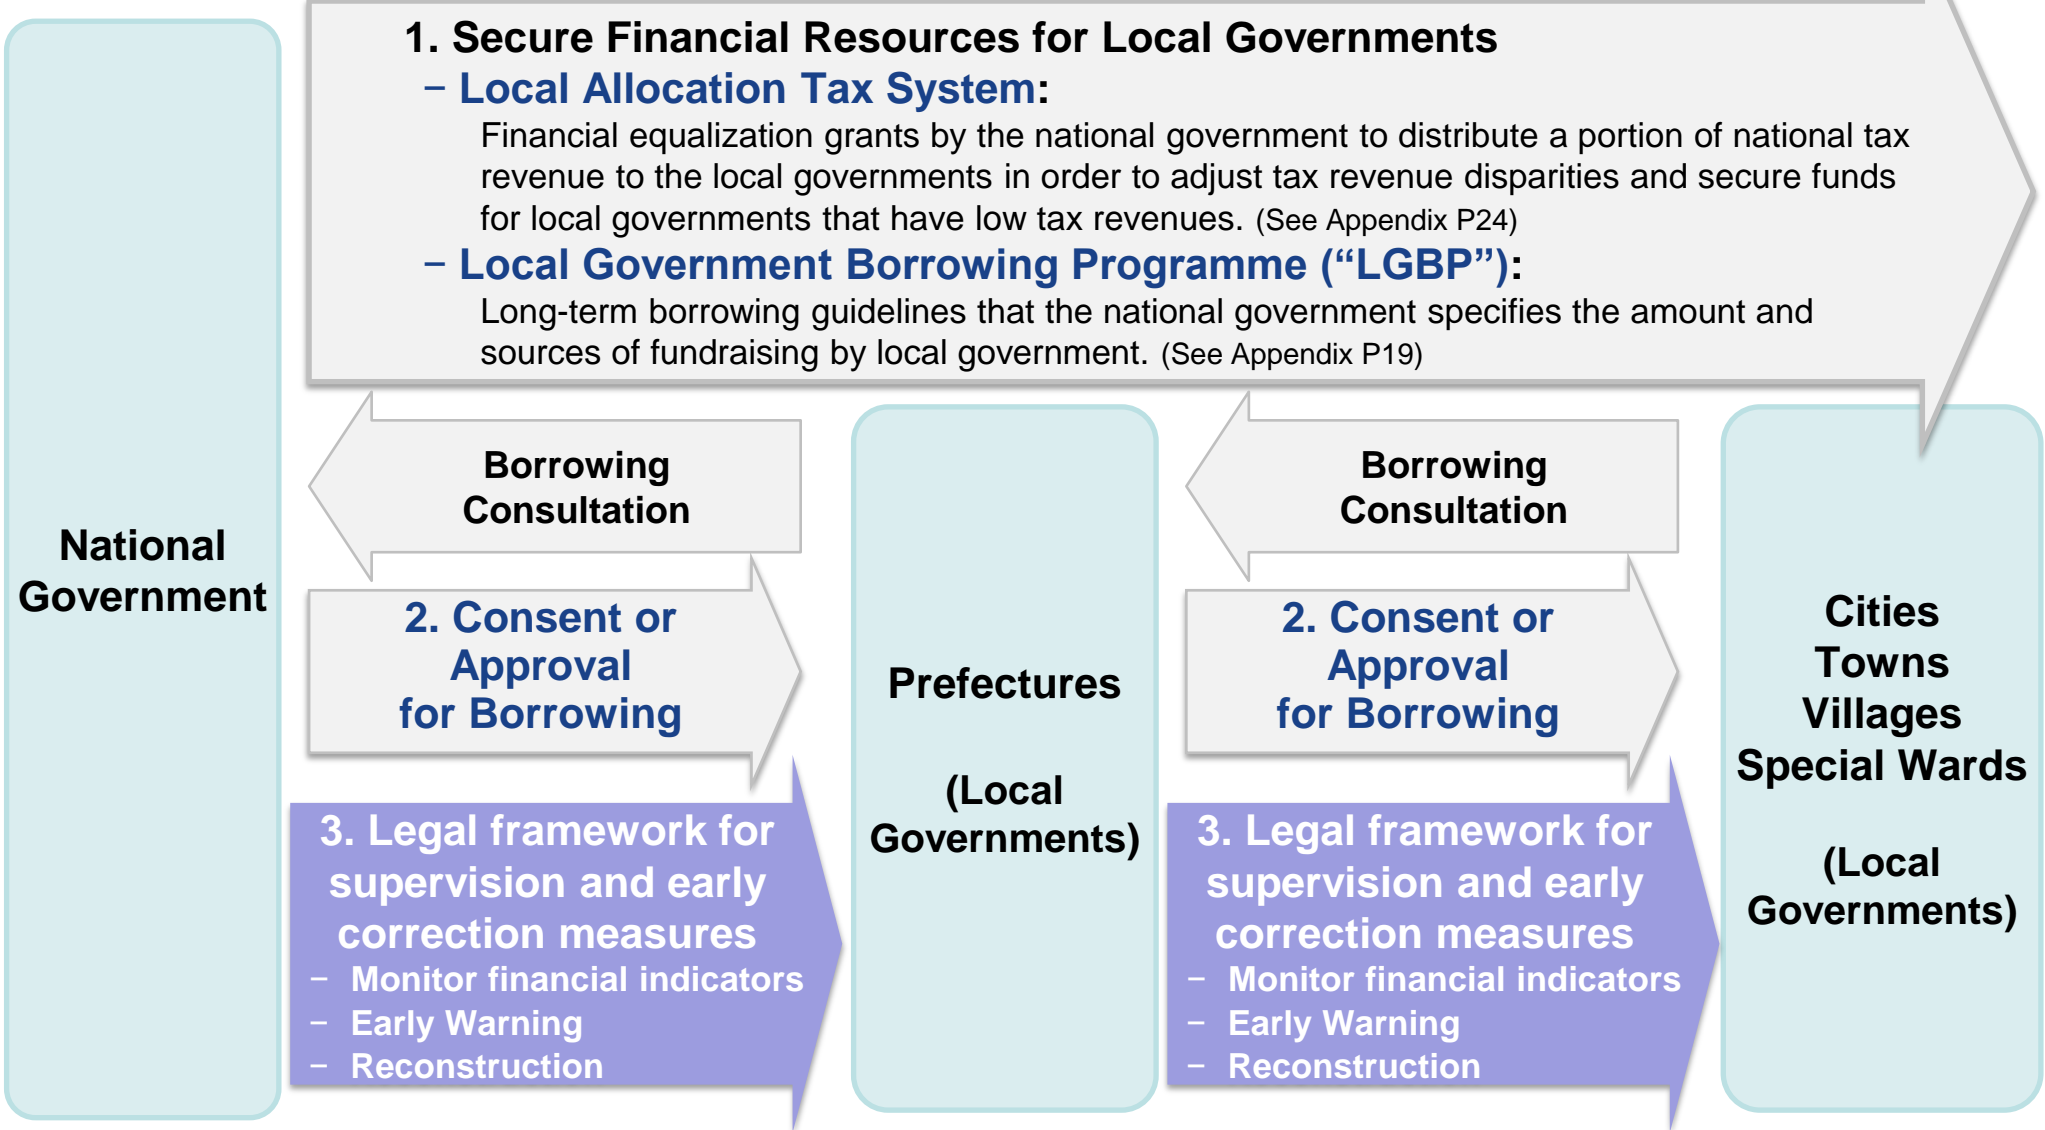 1. Secure Financial Resources for Local Governments
− Local Allocation Tax System:
Financial equalization grants by the national government to distribute a portion of national tax
revenue to the local governments in order to adjust tax revenue disparities and secure funds
for local governments that have low tax revenues. (See Appendix P24)
− Local Government Borrowing Programme (“LGBP”):
Long-term borrowing guidelines that the national government specifies the amount and
sources of fundraising by local government. (See Appendix P19)
National
Government
Borrowing
Consultation
2. Consent or
Approval
for Borrowing
3. Legal framework for
supervision and early
correction measures
− Monitor financial indicators
− Early Warning
− Reconstruction
Prefectures
(Local
Governments)
Borrowing
Consultation
2. Consent or
Approval
for Borrowing
3. Legal framework for
supervision and early
correction measures
− Monitor financial indicators
− Early Warning
− Reconstruction
Cities
Towns
Villages
Special Wards
(Local
Governments)